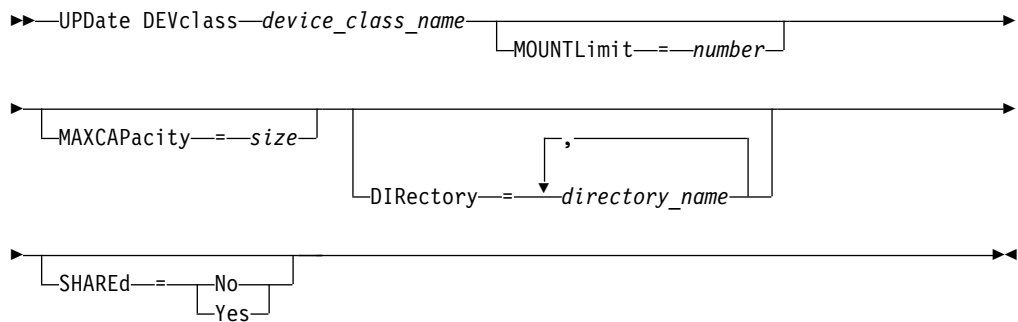 UPDate DEVclass device_class_name
MOUNTLimit = number
MAXCAPacity = size
,
DIRectory = directory_name
SHAREd = No
Yes